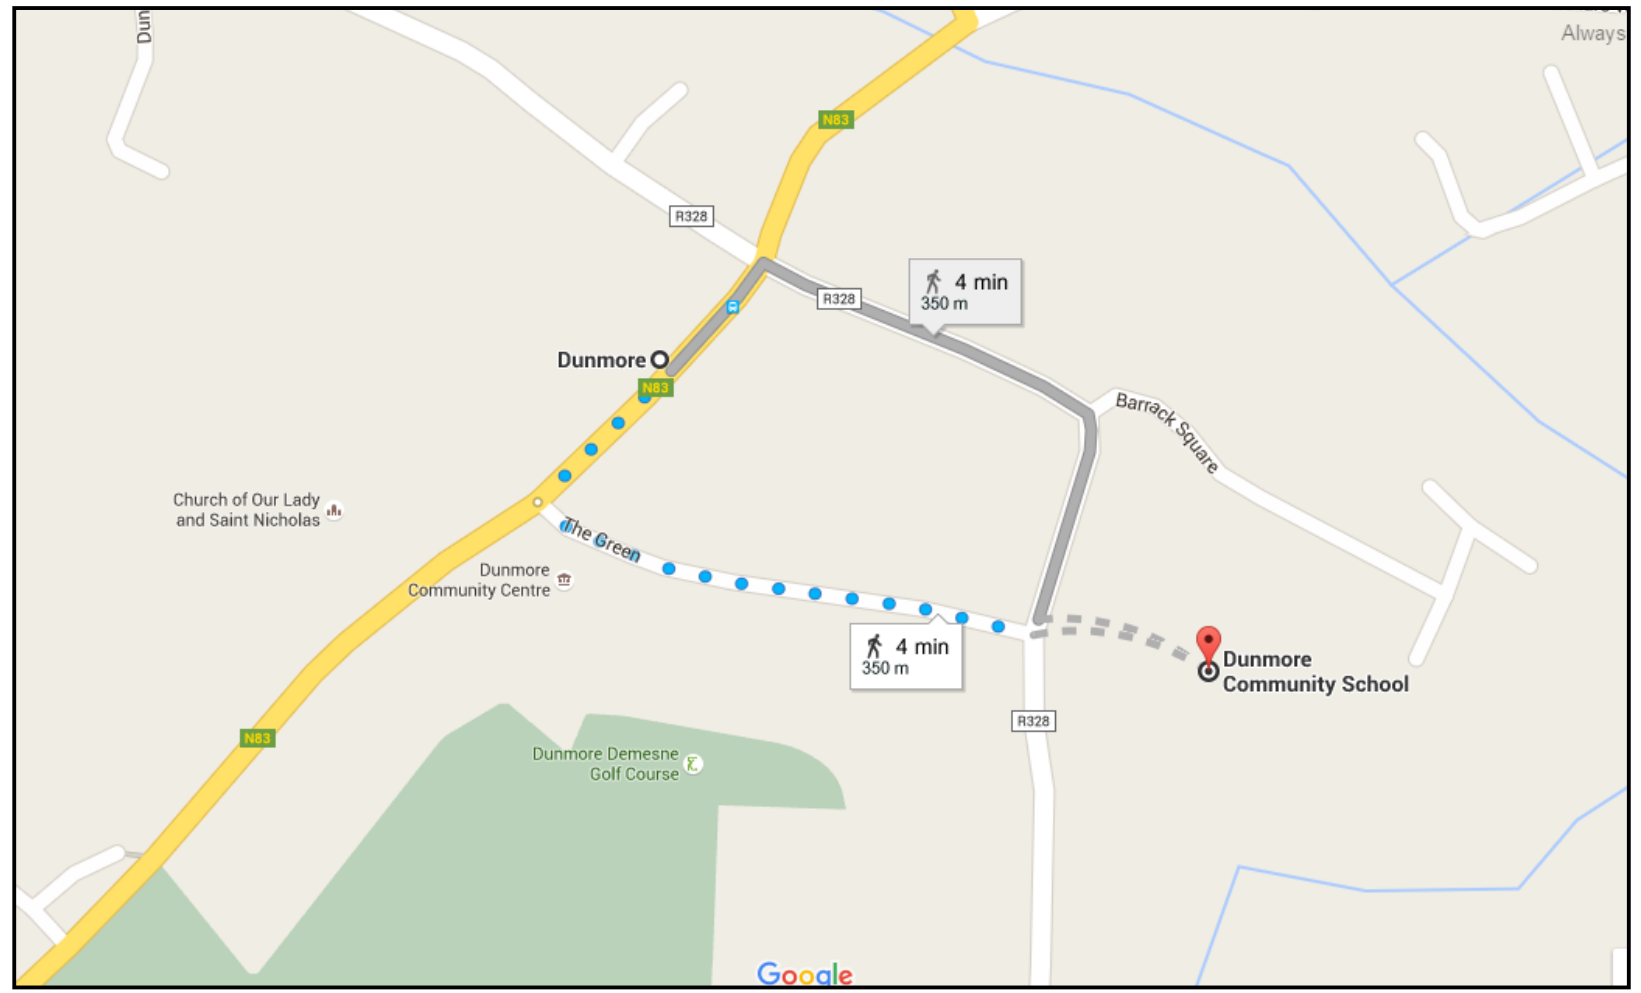 Dun
Always
N83
R328
4 min
350 m
R328
Dunmore
N83
Barrack Square
Church of Our Lady
and Saint Nicholas
The Green
Dunmore
Community Centre
4 min
350 m
Dunmore
Community School
R328
N83
Dunmore Demesne
Golf Course
Google